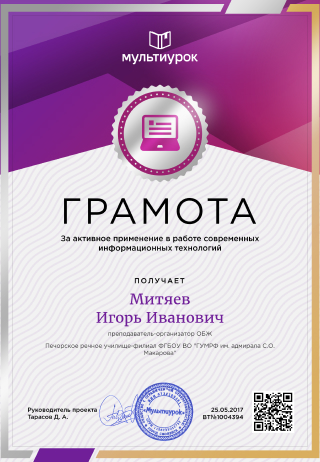 мультиурок
ГРАМОТА
За активное применение в работе современных
информационных технологий
ПОЛУЧАЕТ
Митяев
Игорь Иванович
преподаватель-организатор ОБЖ
Печорское речное училище-филиал ФГБОУ ВО "ГУМРФ им. адмирала С.О.
Макарова"
Руководитель проекта
Тарасов Д. А.
«Мультиурок»
25.05.2017
ВТ№1004394